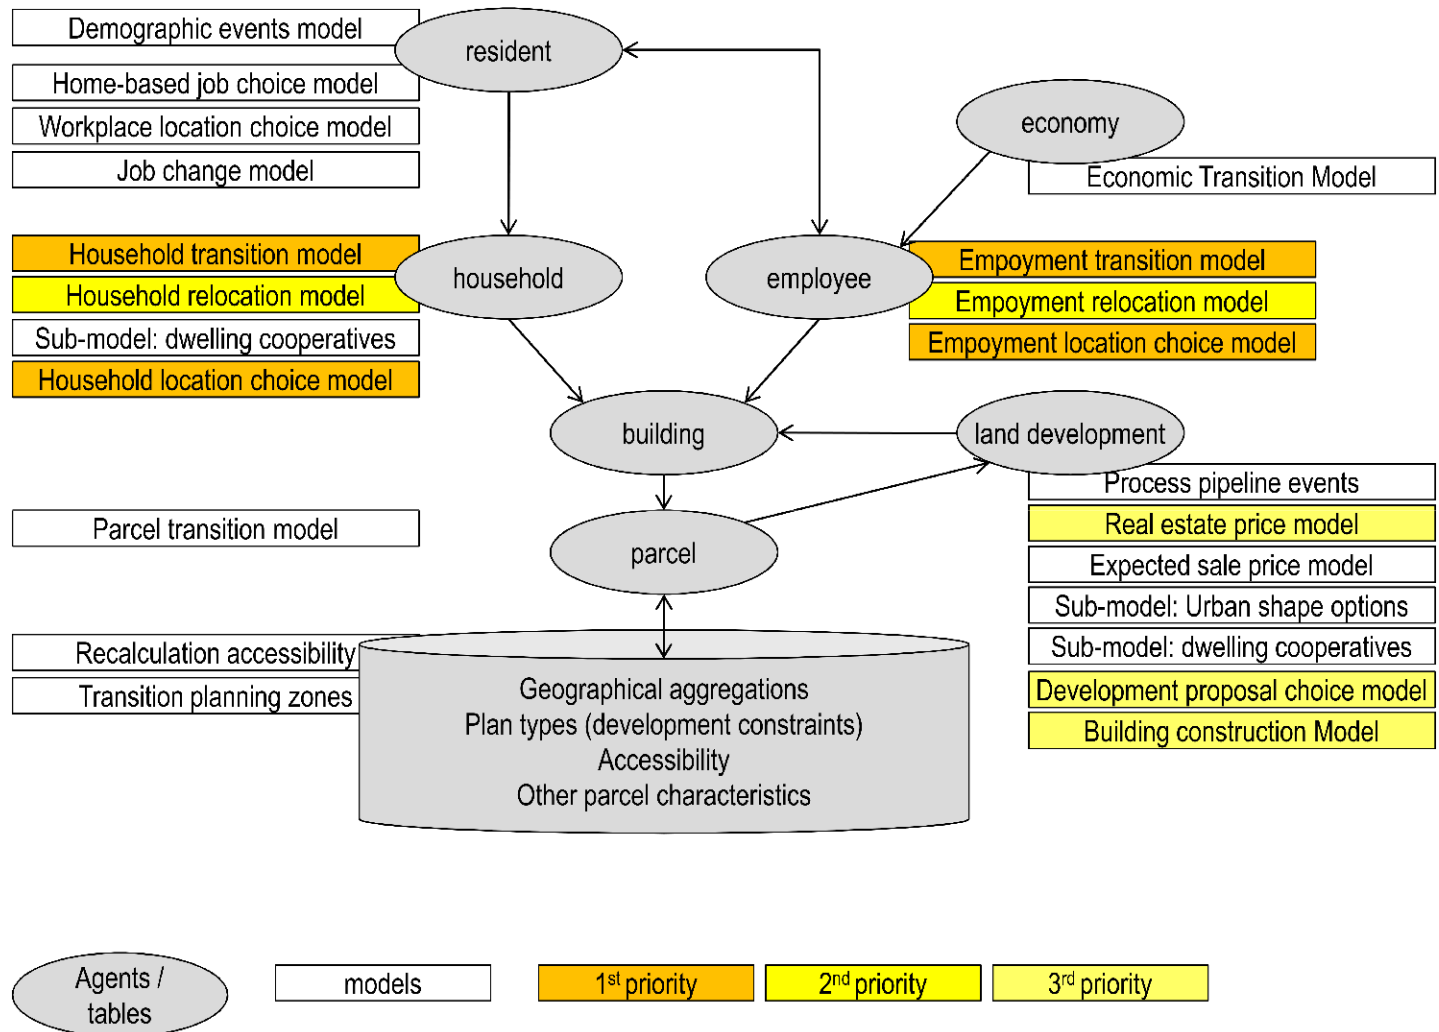 Demographic events model
resident
Home-based job choice model
Workplace location choice model
Job change model
economy
Economic Transition Model
Household transition model
Household relocation model
Sub-model: dwelling cooperatives
Household location choice model
household
employee
Empoyment transition model
Empoyment relocation model
Empoyment location choice model
building
land development
Process pipeline events
Real estate price model
Expected sale price model
Sub-model: Urban shape options
Sub-model: dwelling cooperatives
Development proposal choice model
Building construction Model
Parcel transition model
parcel
Recalculation accessibility
Transition planning zones
Geographical aggregations
Plan types (development constraints)
Accessibility
Other parcel characteristics
Agents /
tables
models
1st priority
2nd priority
3rd priority